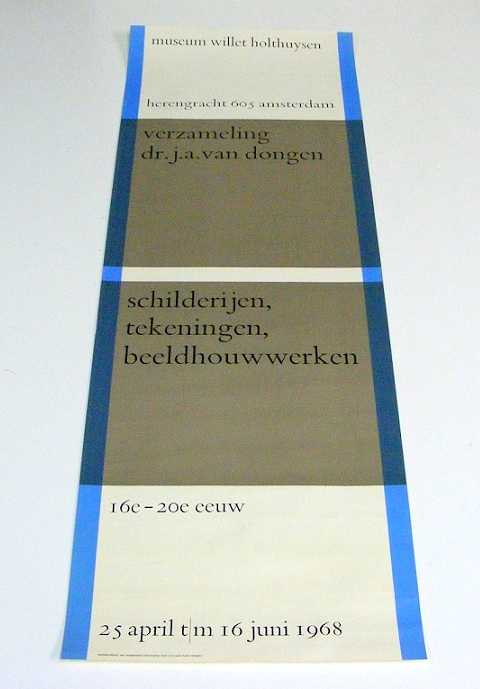 museum willet holthuysen
herengracht 605 amsterdam
verzameling
dr. j.a. van dongen
schilderijen,
tekeningen,
beeldhouwwerken
16e - 20e eeuw
25 april t|m 16 juni 1968